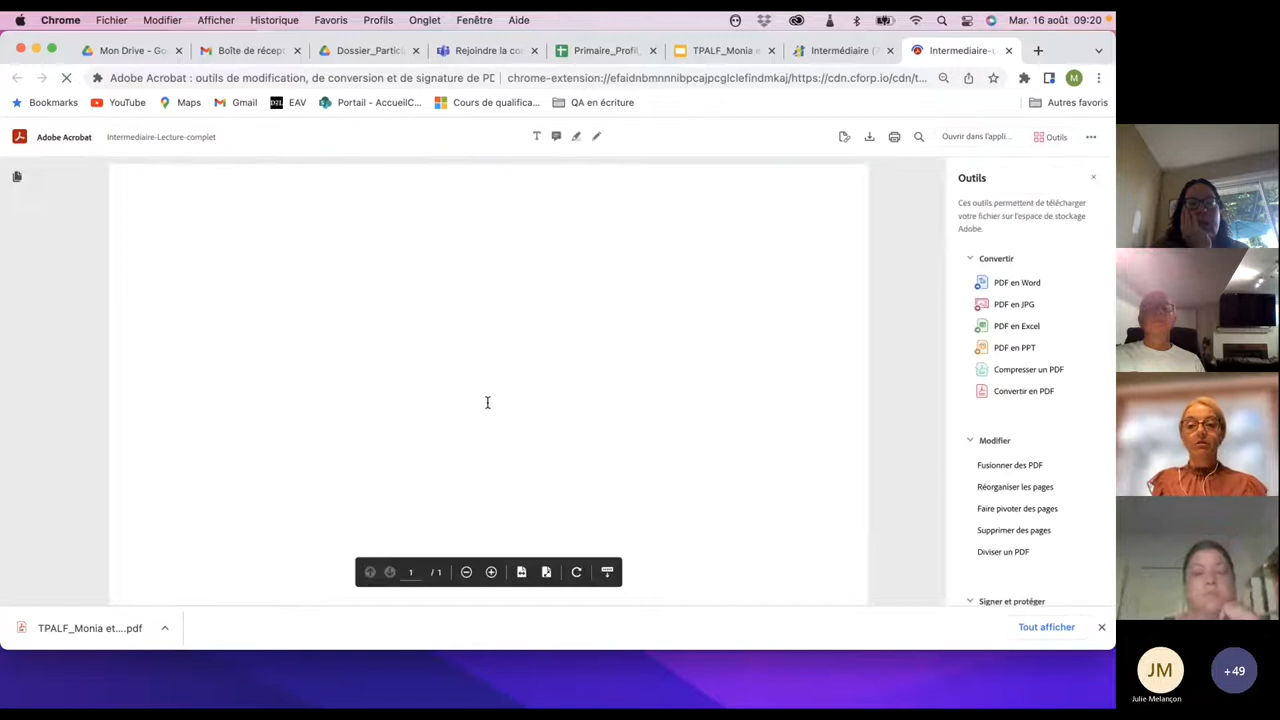 Chrome Fichier Modifier Afficher Historique Favoris Profils Onglet Fenêtre Aide Mar. 16 août 09:20
Mon Drive - Go Boîte de récept Dossier_Partici Rejoindre la co Primaire_Profil_ TPALF_Monia e Intermédiaire (A Intermediaire-L
Adobe Acrobat : outils de modification, de conversion et de signature de PD chrome-extension://efaidnbmnnnibpcajpcglclefindmkaj/https://cdn.cforp.io/cdn/t...
Bookmarks YouTube Maps Gmail D2L EAV Portail - AccueilC... Cours de qualifica... QA en écriture Autres favoris
Adobe Acrobat Intermediaire-Lecture-complet Ouvrir dans l'appli... Outils
Outils
Ces outils permettent de télécharger
votre fichier sur l'espace de stockage
Adobe.
Convertir
PDF en Word
PDF en JPG
PDF en Excel
PDF en PPT
Compresser un PDF
Convertir en PDF
Modifier
Fusionner des PDF
Réorganiser les pages
Faire pivoter des pages
Supprimer des pages
Diviser un PDF
Signer et protéger
1 / 1
TPALF_Monia et....pdf Tout afficher
JM +49
Julie Melançon